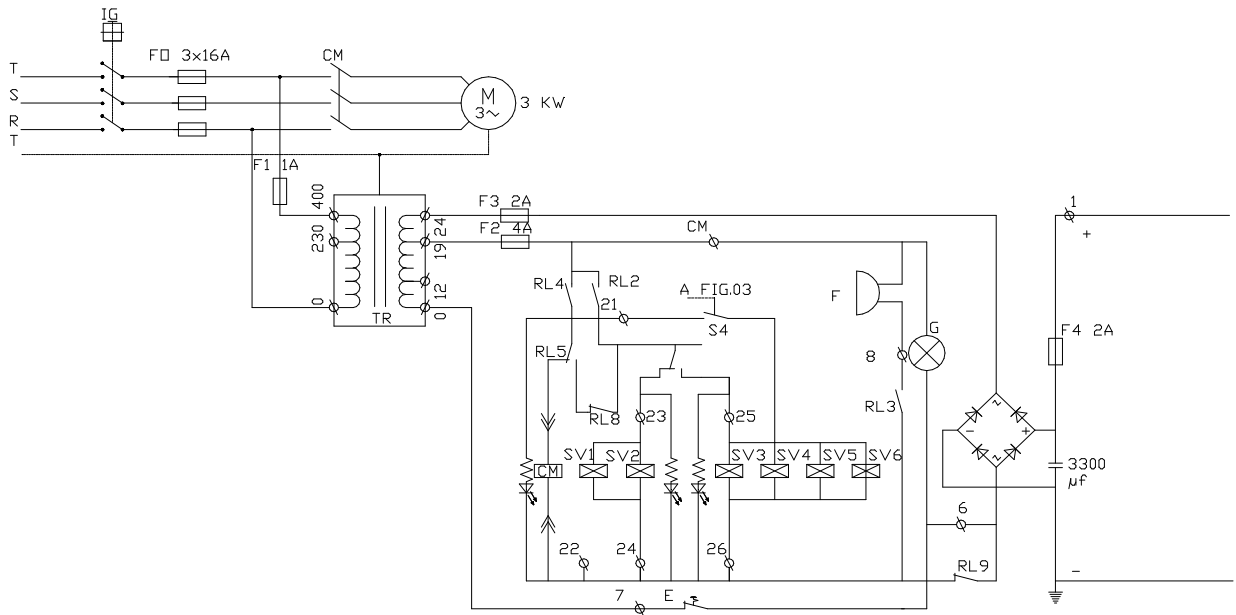 IG
FO 3x16A
CM
T
S
R
T
M
3~
3 KW
F1 1A
400
230
0
TR
24
19
12
0
F3 2A
F2 4A
CM
1
+
RL4
RL2
21
A FIG.03
S4
F
G
8
F4 2A
RL5
RL8
23
25
RL3
~
-
+
~
CM
SV1
SV2
SV3
SV4
SV5
SV6
3300
µf
6
22
24
26
RL9
-
7
E